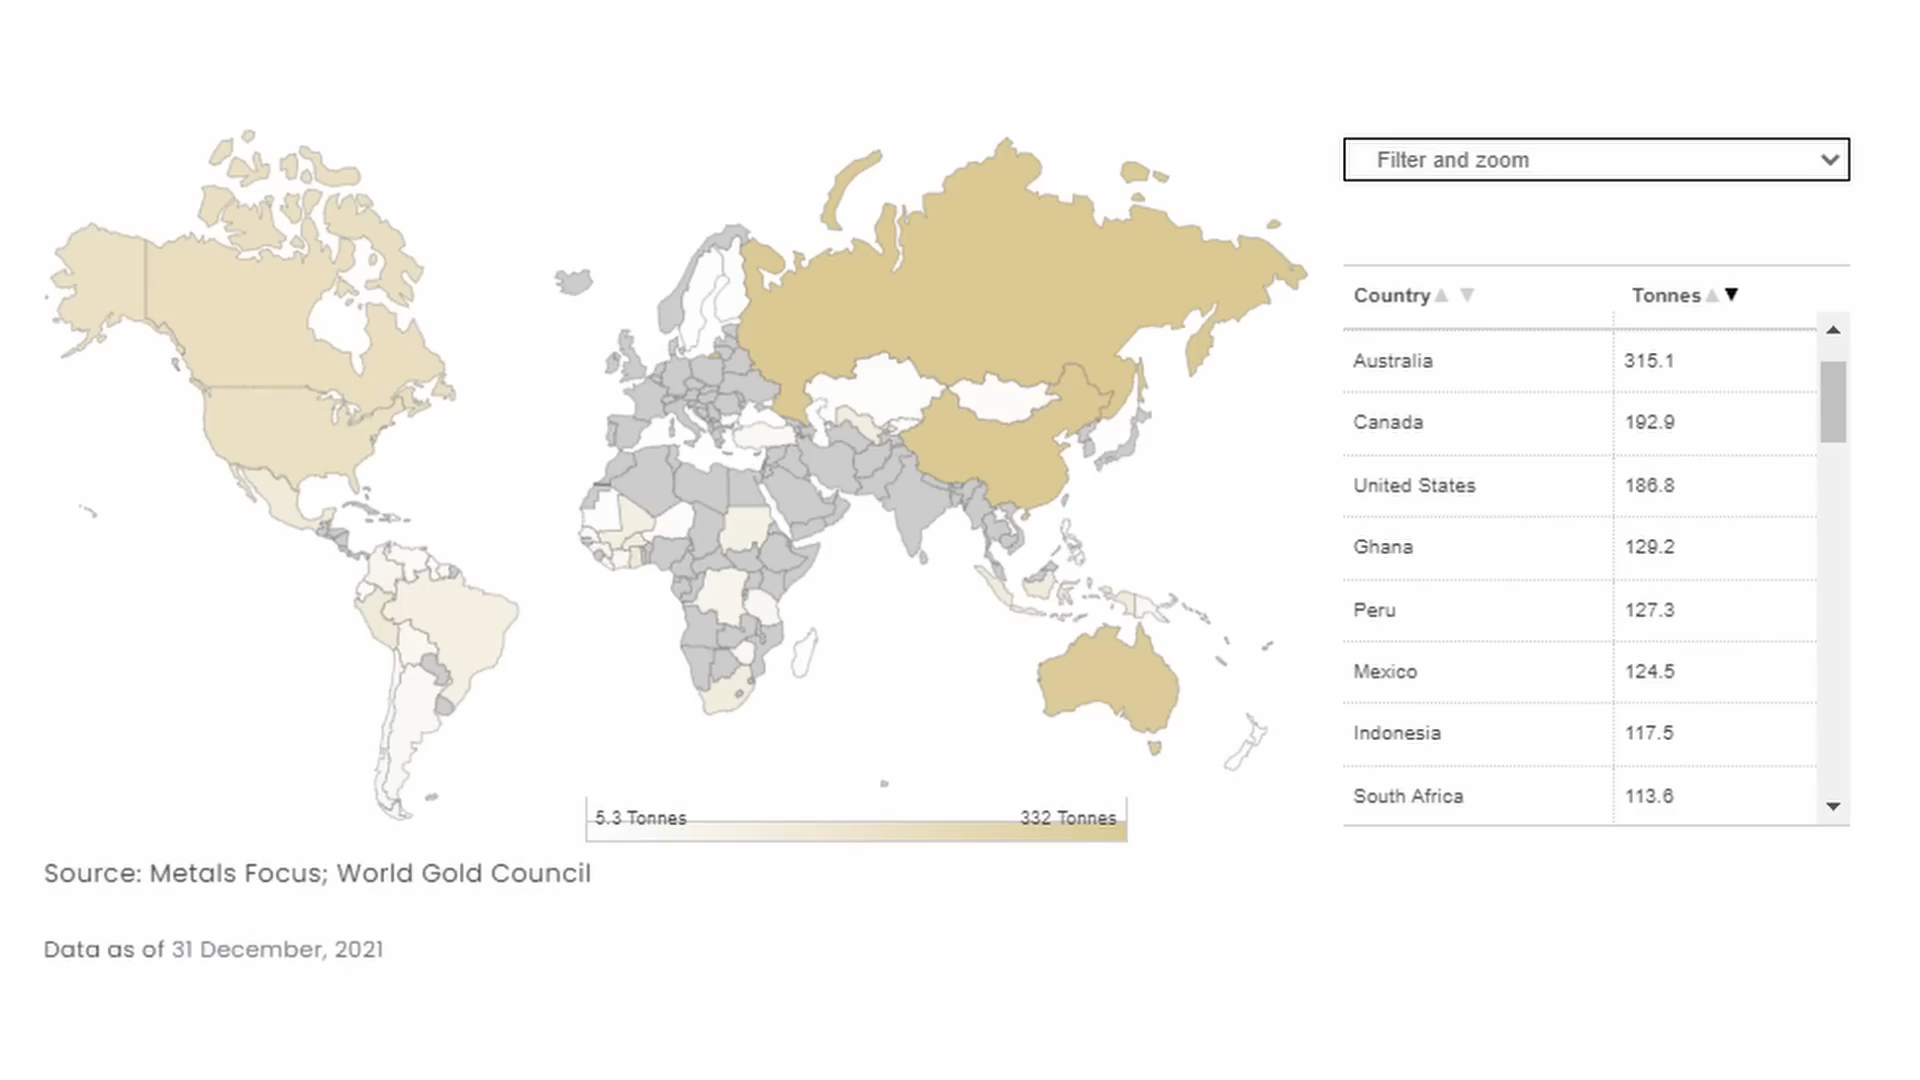 Filter and zoom
Country Tonnes
Australia 315.1
Canada 192.9
United States 186.8
Ghana 129.2
Peru 127.3
Mexico 124.5
Indonesia 117.5
South Africa 113.6
5.3 Tonnes 332 Tonnes
Source: Metals Focus; World Gold Council
Data as of 31 December, 2021